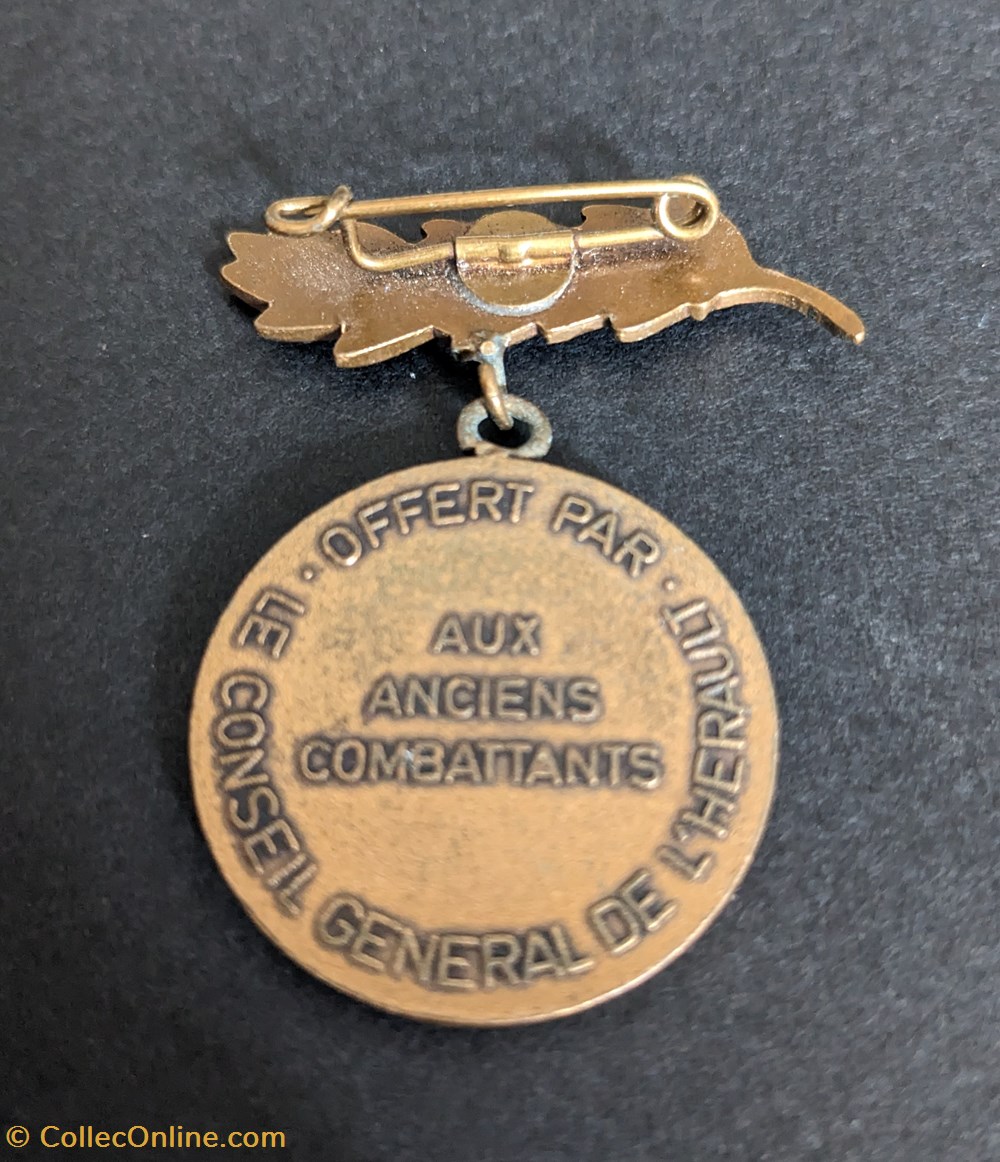 · OFFERT PAR ·
LE CONSEIL GENERAL DE L'HERAULT
AUX
ANCIENS
COMBATTANTS
© CollecOnline.com